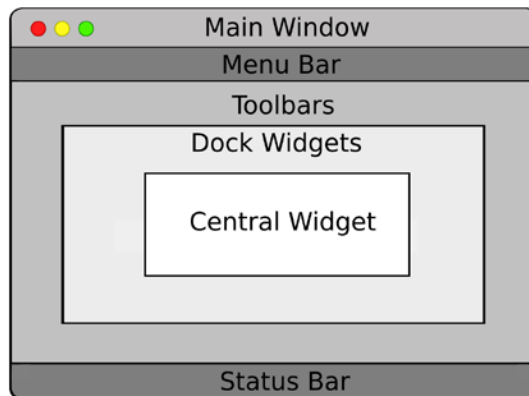 Main Window
Menu Bar
Toolbars
Dock Widgets
Central Widget
Status Bar